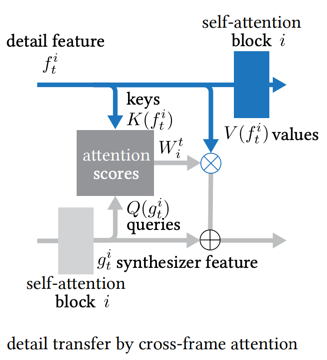 self-attention
block i
detail feature
f_t^i
keys
K(f_t^i)
V(f_t^i) values
attention
scores
W_i^t
Q(g_t^i)
queries
g_t^i synthesizer feature
self-attention
block i
detail transfer by cross-frame attention